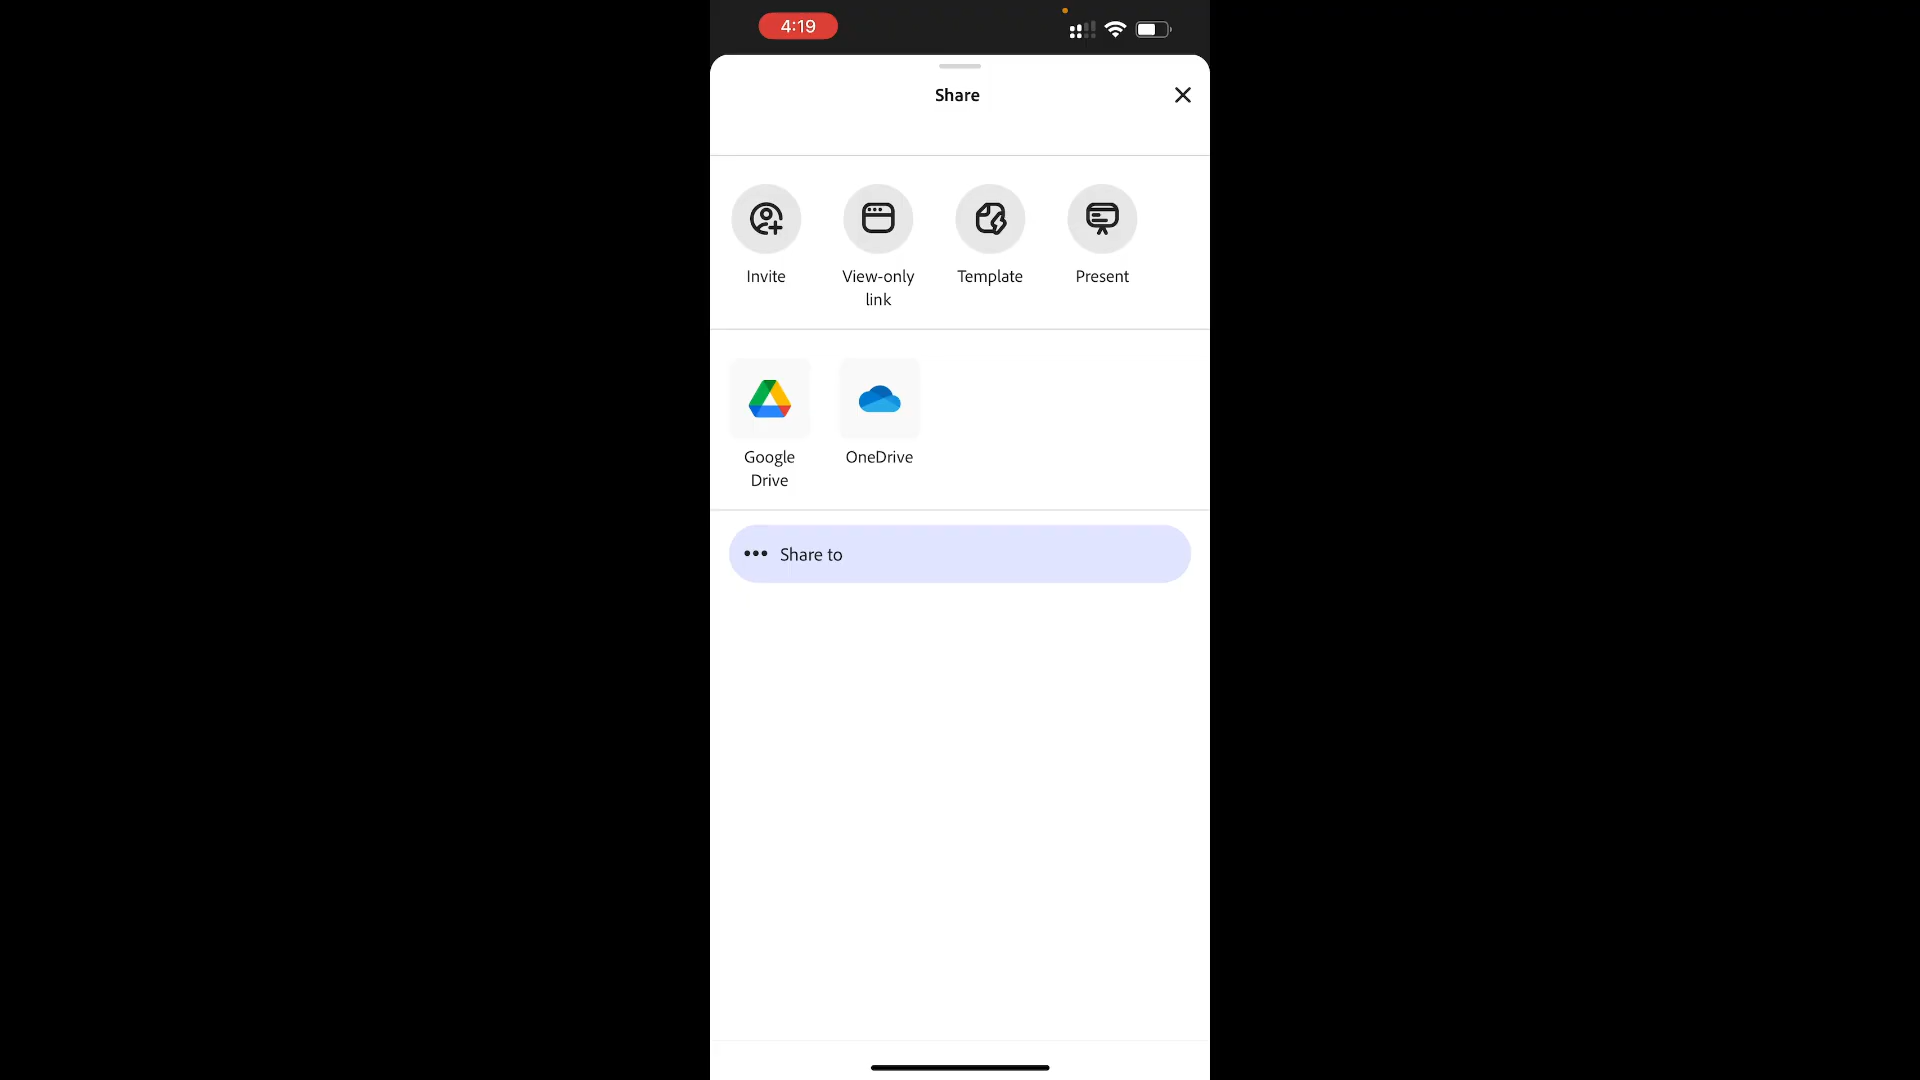 4:19
Share
Invite
View-only
link
Template
Present
Google
Drive
OneDrive
Share to